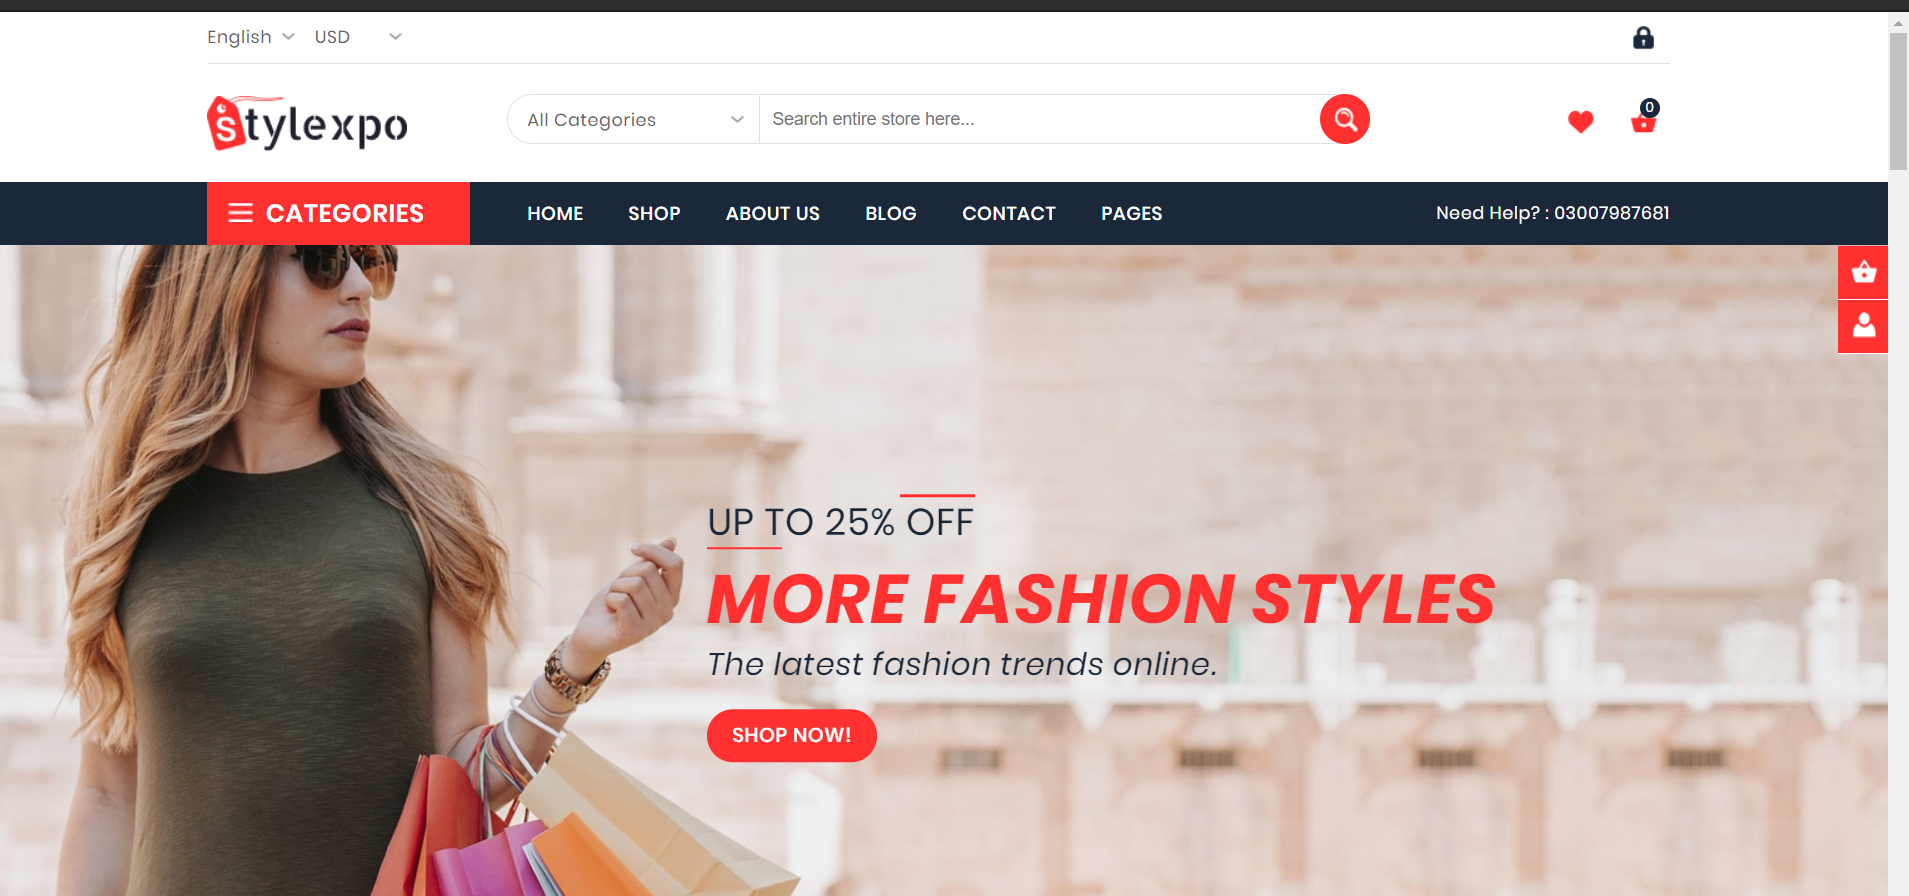 English USD
Stylexpo
All Categories Search entire store here...
0
CATEGORIES HOME SHOP ABOUT US BLOG CONTACT PAGES Need Help? : 03007987681
UP TO 25% OFF
MORE FASHION STYLES
The latest fashion trends online.
SHOP NOW!